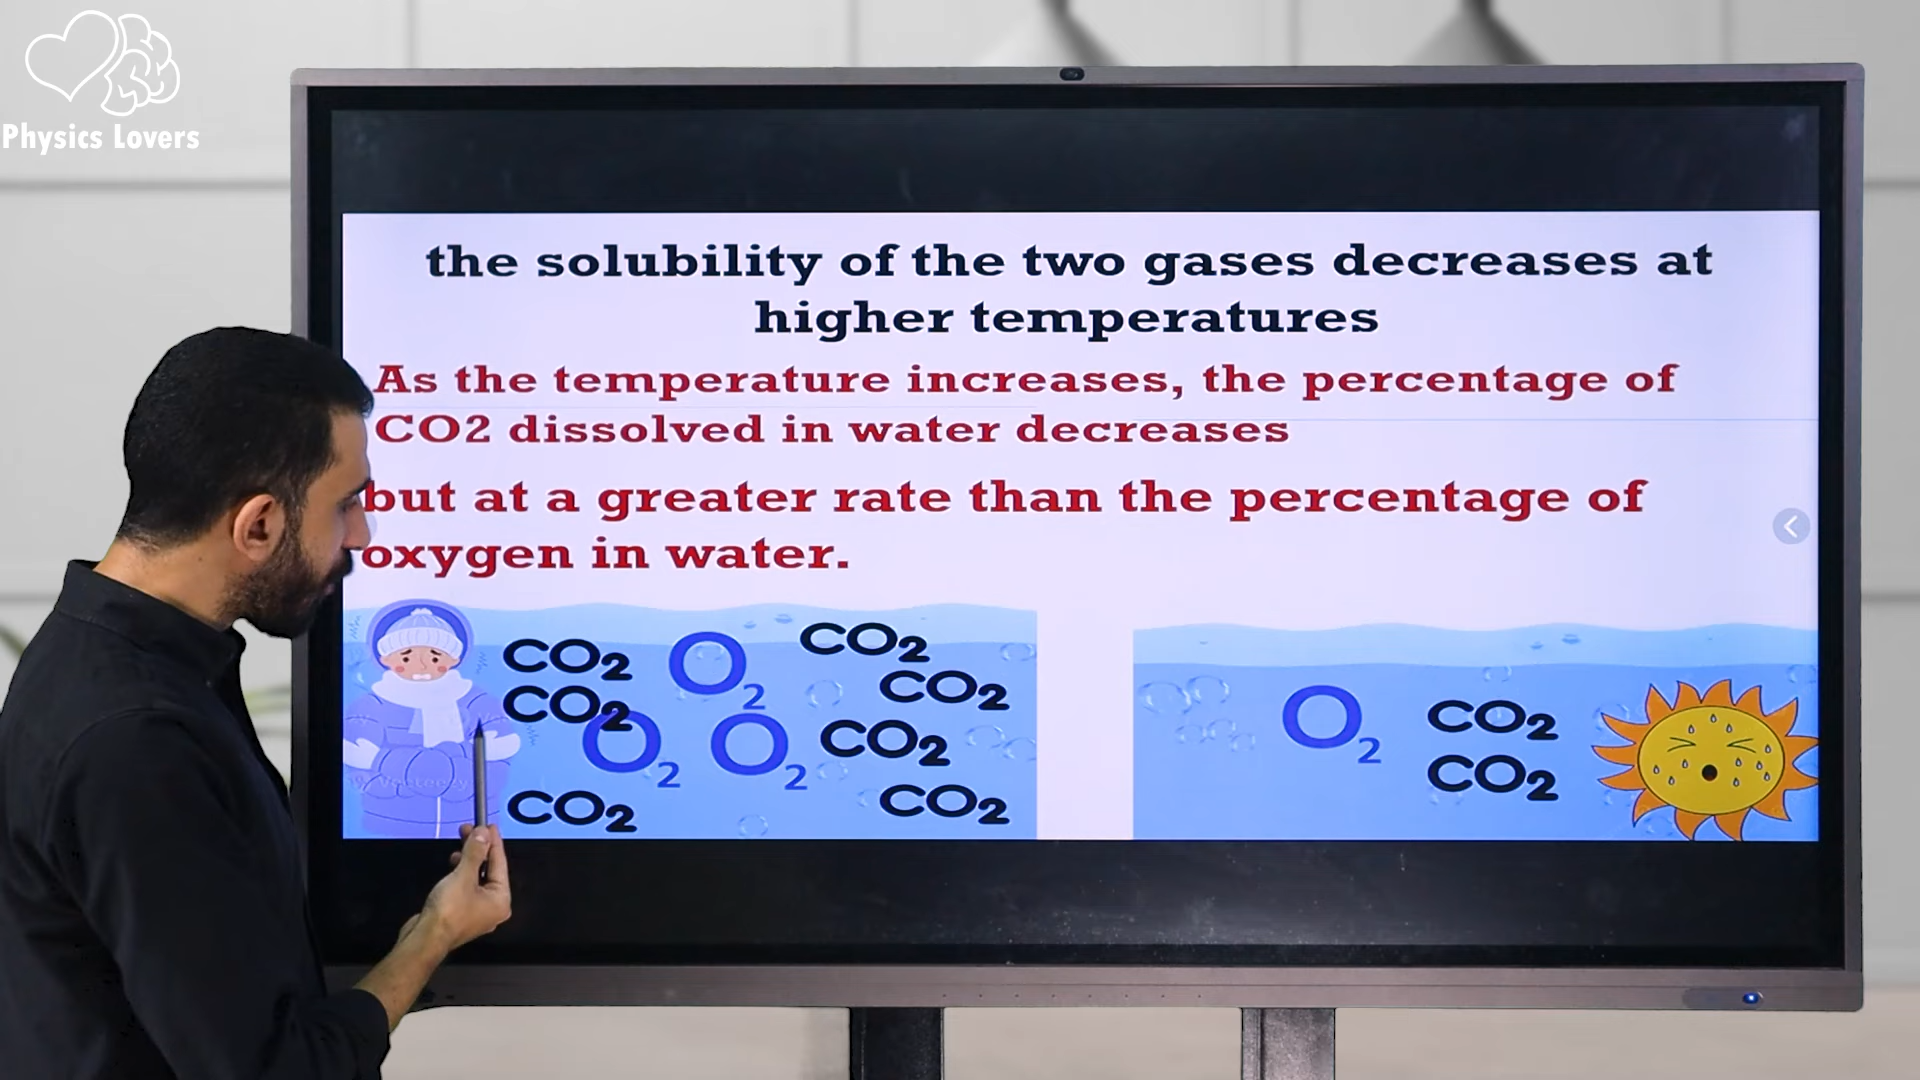 Physics Lovers
the solubility of the two gases decreases at
higher temperatures
As the temperature increases, the percentage of
CO2 dissolved in water decreases
but at a greater rate than the percentage of
oxygen in water.
CO2
O2
CO2
CO2
CO2
O2
O2
CO2
CO2
CO2
O2
CO2
CO2